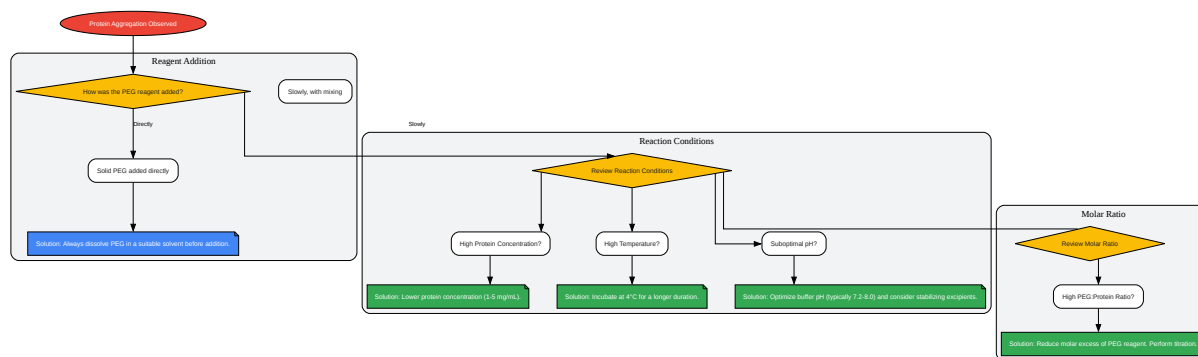 Protein Aggregation Observed
Reagent Addition
How was the PEG reagent added?
Slowly, with mixing
Directly
Slowly
Solid PEG added directly
Solution: Always dissolve PEG in a suitable solvent before addition.
Reaction Conditions
Review Reaction Conditions
High Protein Concentration?
High Temperature?
Suboptimal pH?
Solution: Lower protein concentration (1-5 mg/mL).
Solution: Incubate at 4°C for a longer duration.
Solution: Optimize buffer pH (typically 7.2-8.0) and consider stabilizing excipients.
Molar Ratio
Review Molar Ratio
High PEG:Protein Ratio?
Solution: Reduce molar excess of PEG reagent. Perform titration.